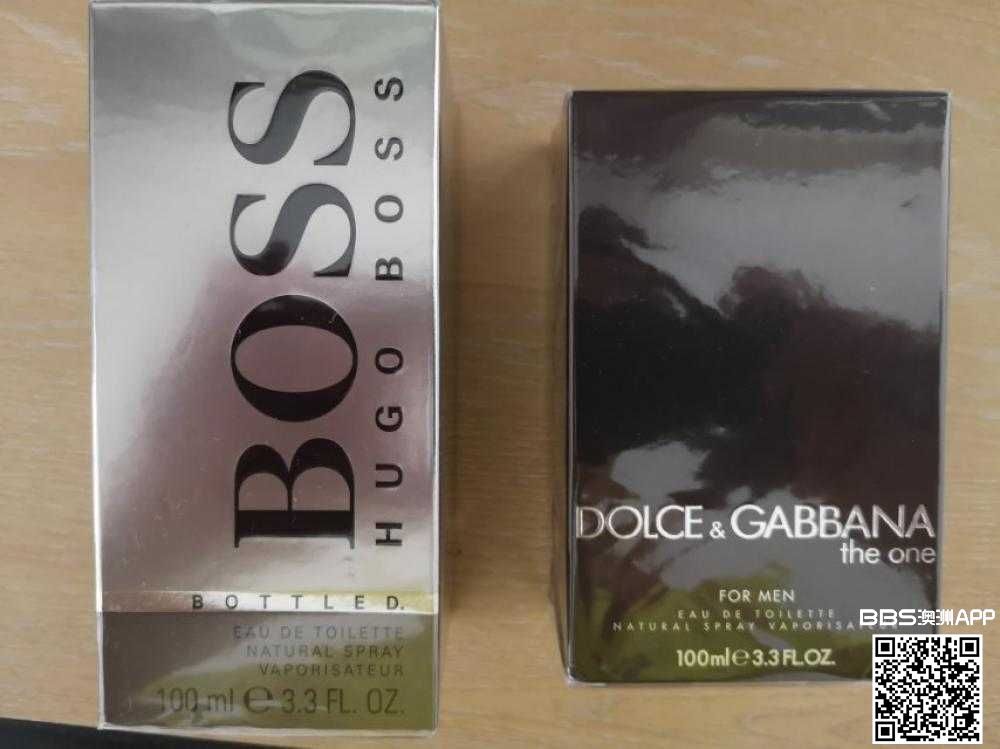 BOSS
HUGO BOSS
BOTTLED.
EAU DE TOILETTE
NATURAL SPRAY
VAPORISATEUR
100 ml e 3.3 FL. OZ.
DOLCE & GABBANA
the one
FOR MEN
EAU DE TOILETTE
NATURAL SPRAY VAPORISATEUR
100ml e 3.3 FL.OZ.
BBS澳洲APP